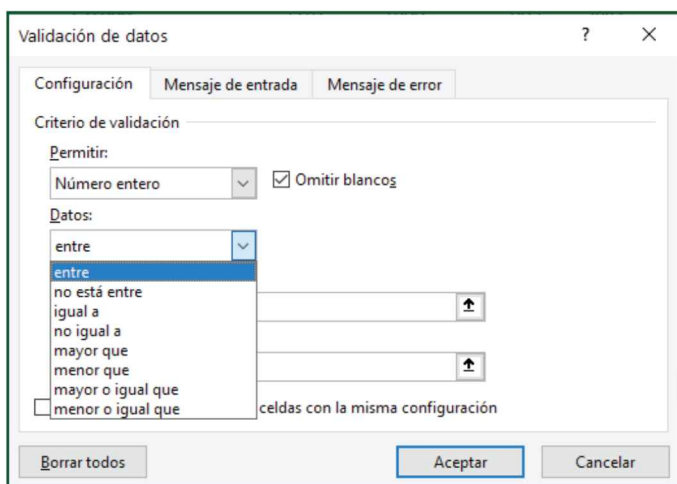 Validación de datos
?
Configuración
Mensaje de entrada
Mensaje de error
Criterio de validación
Permitir:
Número entero
Omitir blancos
Datos:
entre
entre
no está entre
igual a
no igual a
mayor que
menor que
mayor o igual que
menor o igual que
celdas con la misma configuración
Borrar todos
Aceptar
Cancelar